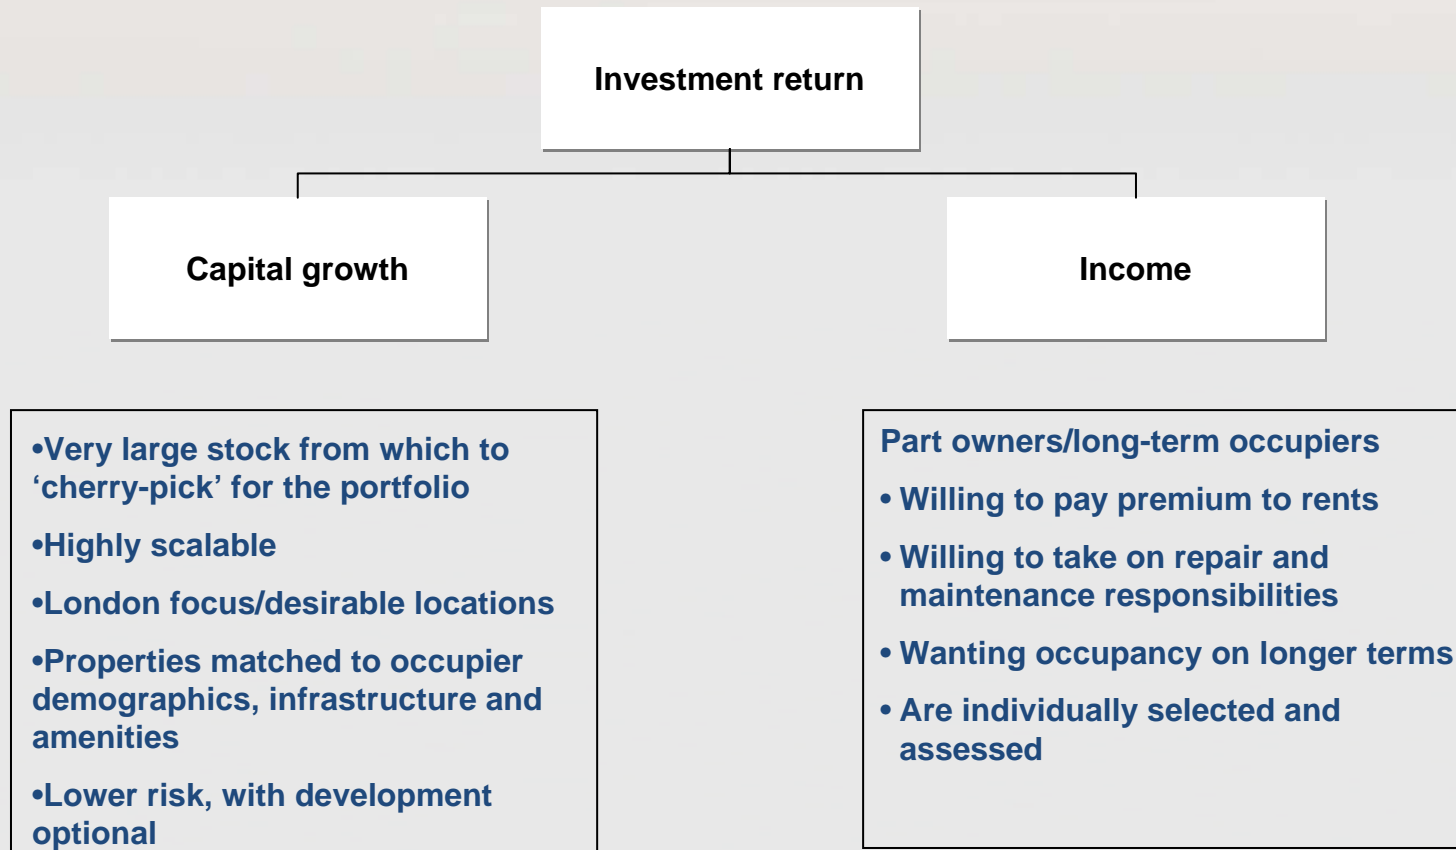 Investment return
Capital growth
Income
•Very large stock from which to
‘cherry-pick’ for the portfolio
•Highly scalable
•London focus/desirable locations
•Properties matched to occupier
demographics, infrastructure and
amenities
•Lower risk, with development
optional
Part owners/long-term occupiers
• Willing to pay premium to rents
• Willing to take on repair and
maintenance responsibilities
• Wanting occupancy on longer terms
• Are individually selected and
assessed